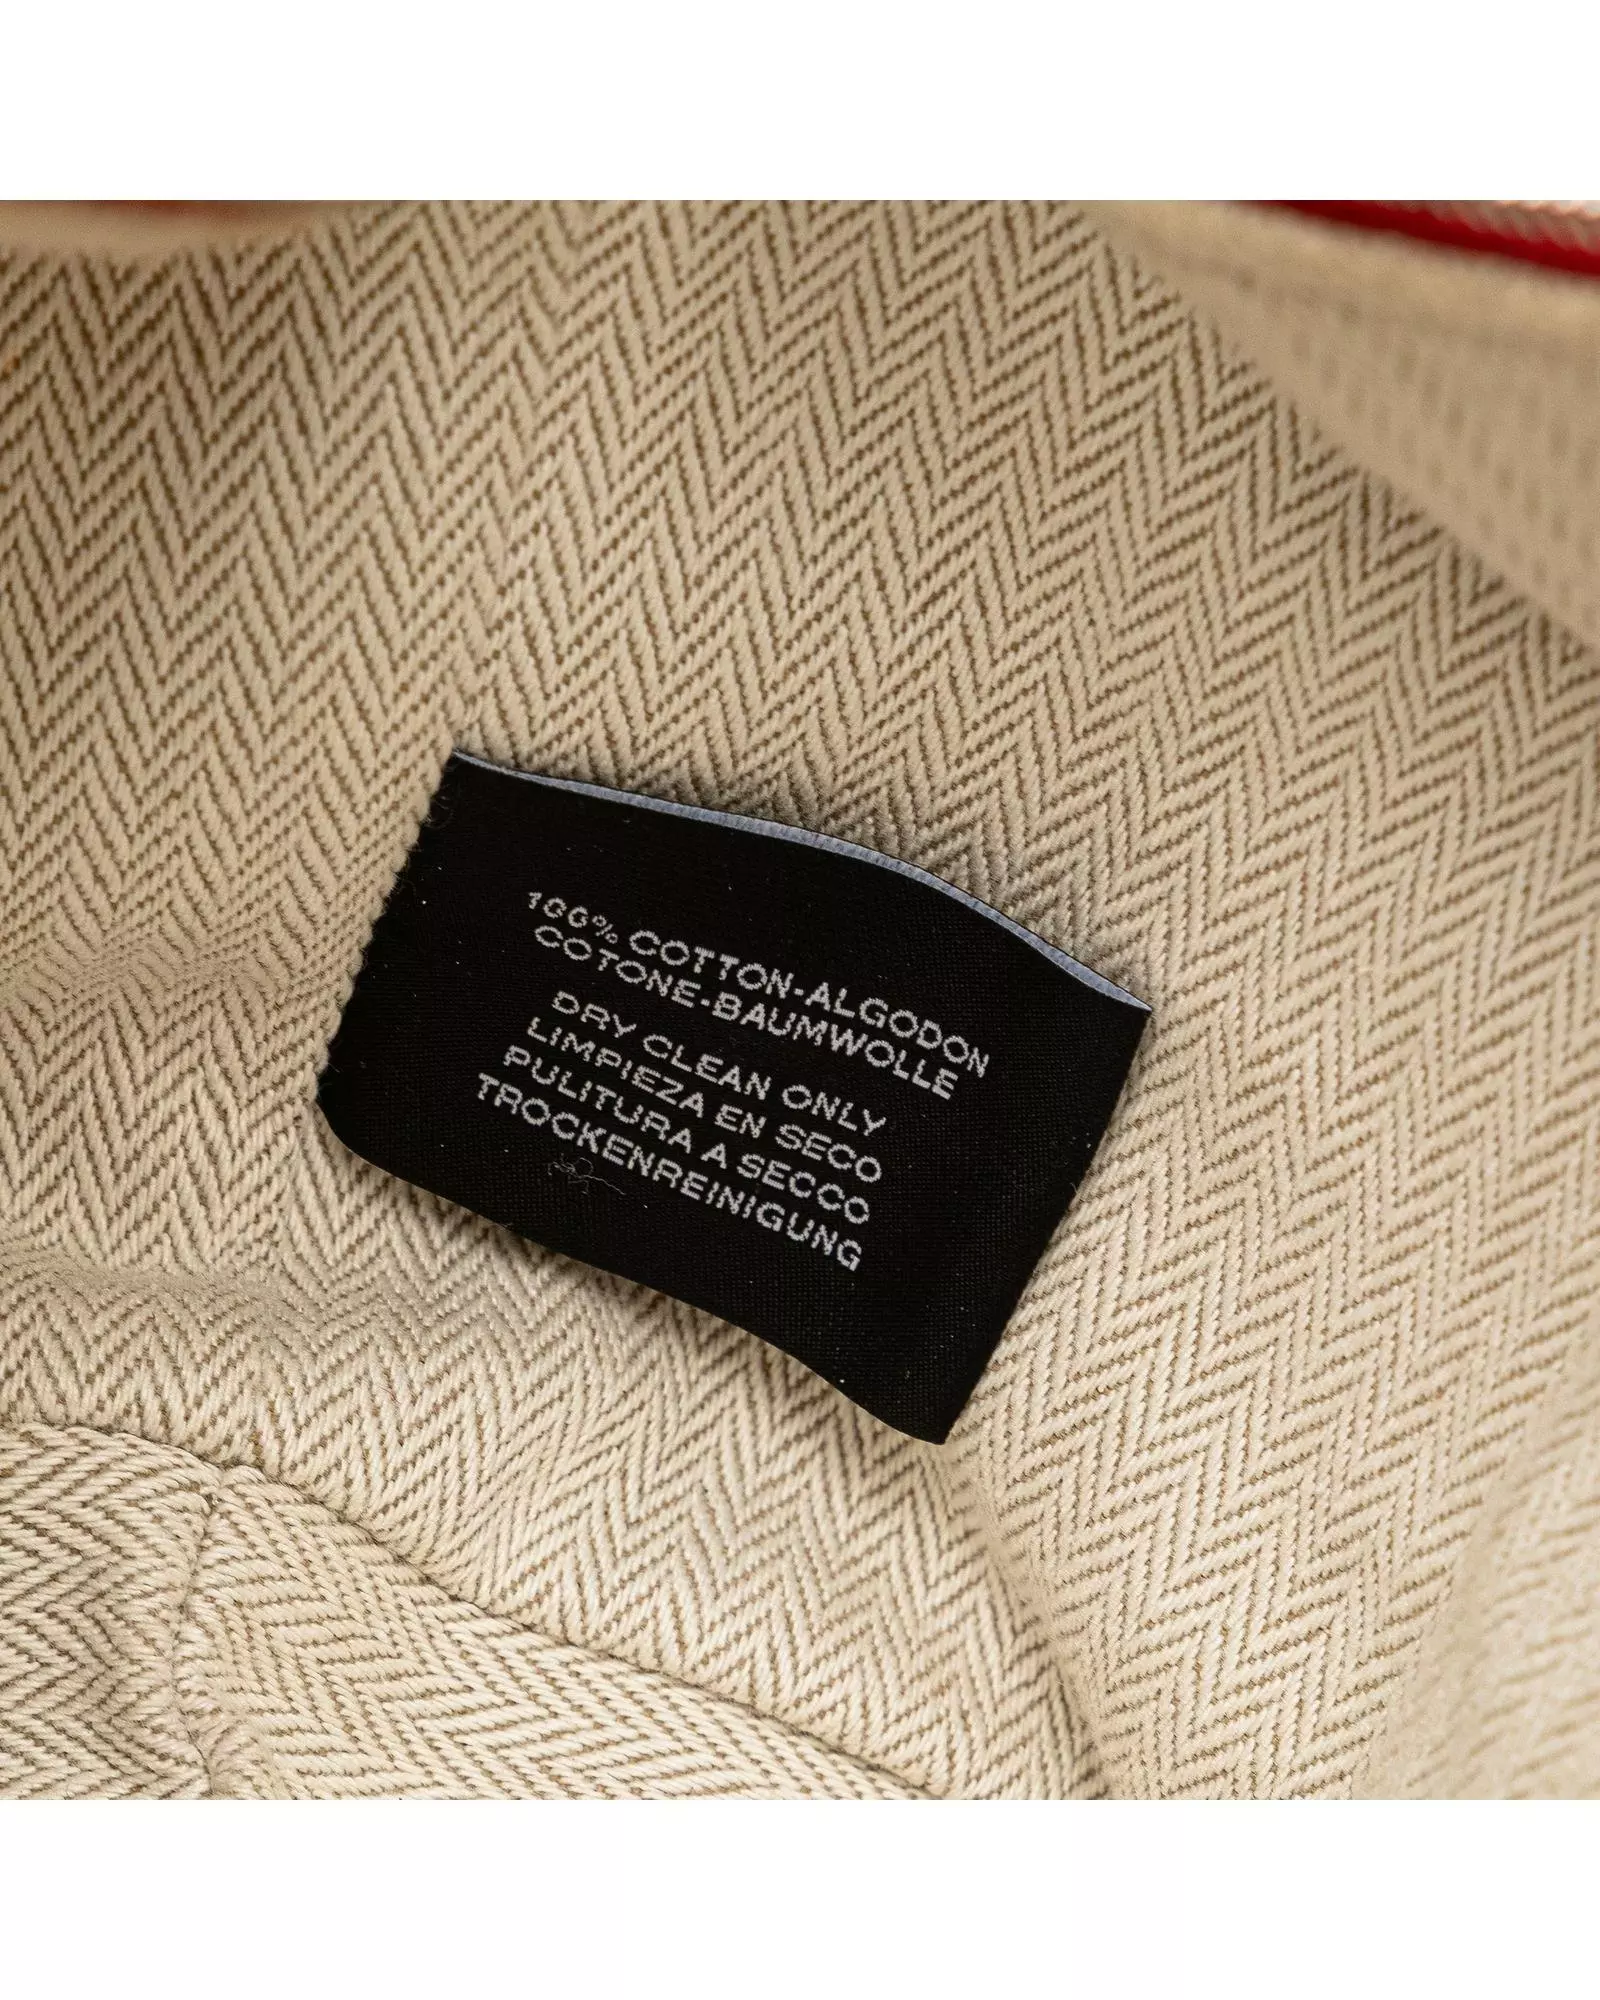 100% COTTON-ALGODON
COTONE-BAUMWOLLE
DRY CLEAN ONLY
LIMPIEZA EN SECO
PULITURA A SECCO
TROCKENREINIGUNG